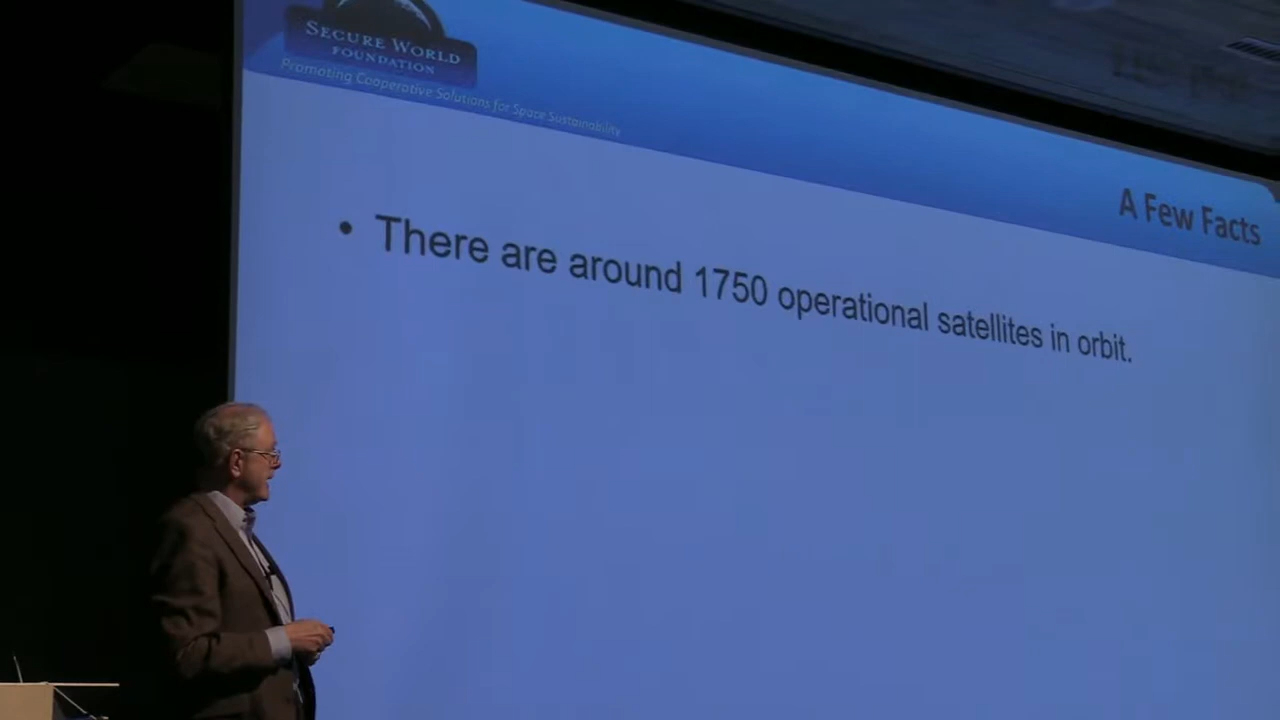 SECURE WORLD
FOUNDATION
Promoting Cooperative Solutions for Space Sustainability
A Few Facts
• There are around 1750 operational satellites in orbit.